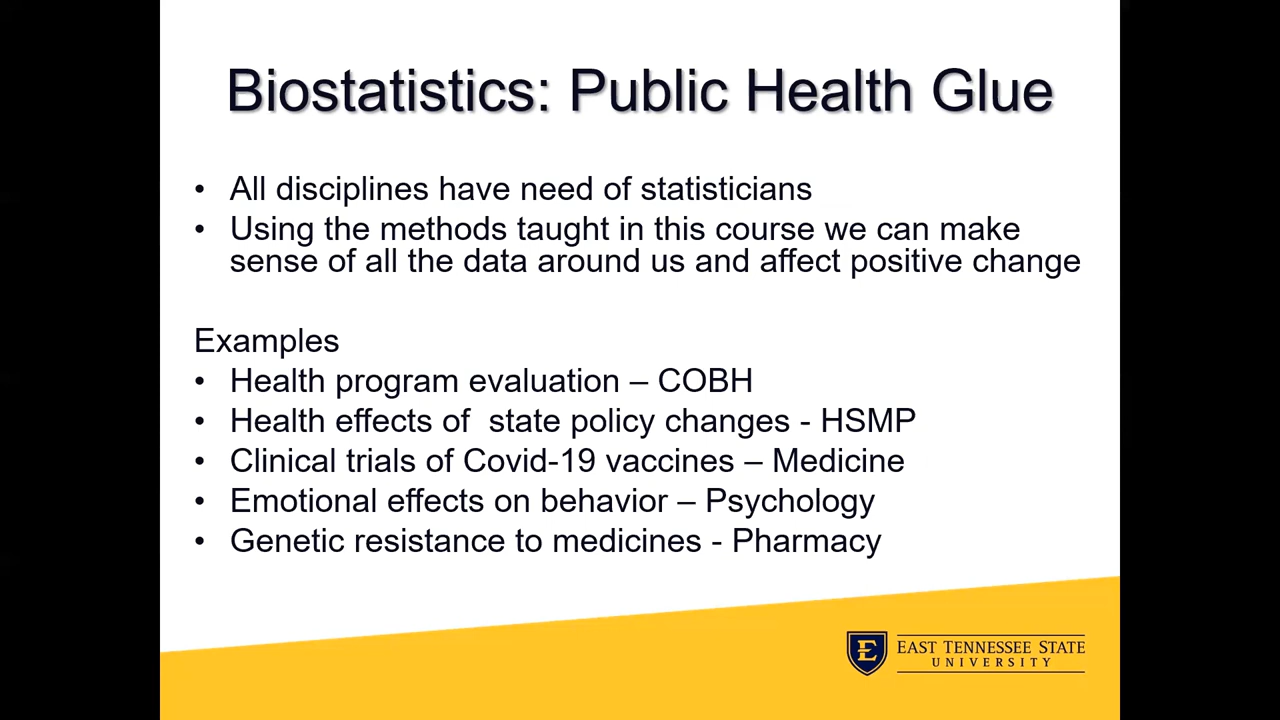 Biostatistics: Public Health Glue
• All disciplines have need of statisticians
• Using the methods taught in this course we can make
sense of all the data around us and affect positive change
Examples
• Health program evaluation – COBH
• Health effects of  state policy changes - HSMP
• Clinical trials of Covid-19 vaccines – Medicine
• Emotional effects on behavior – Psychology
• Genetic resistance to medicines - Pharmacy
E
EAST TENNESSEE STATE
UNIVERSITY